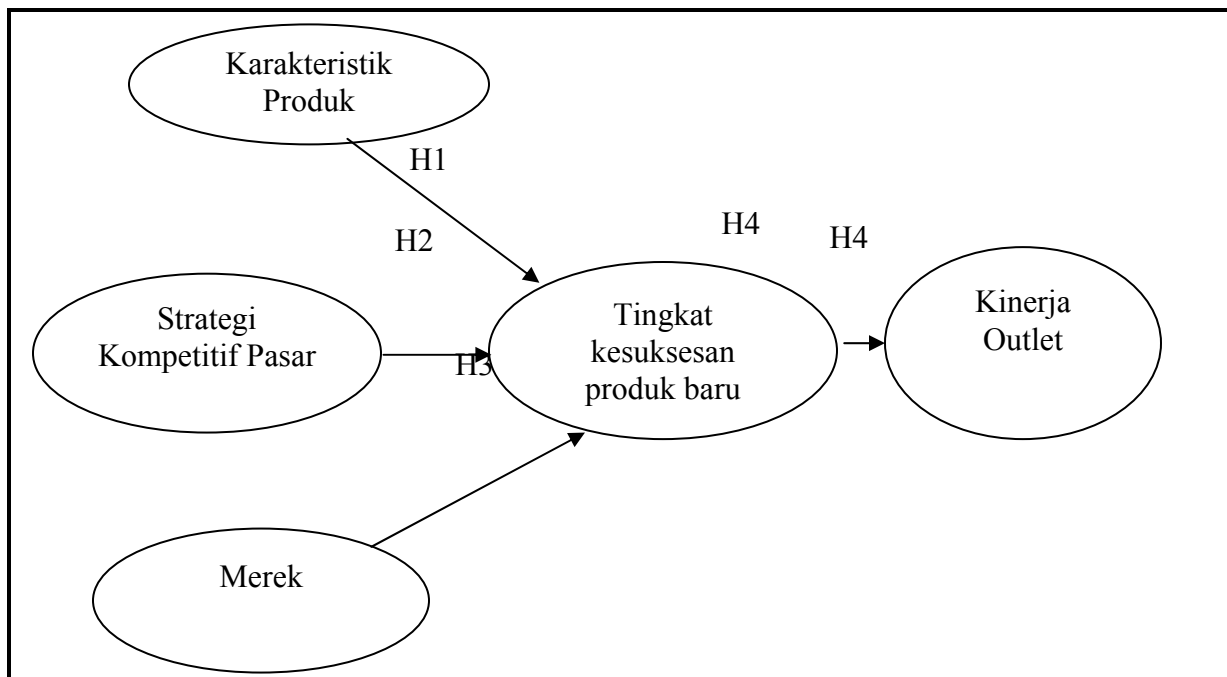 Karakteristik
Produk
H1
H2
H4
H4
Strategi
Kompetitif Pasar
H3
Tingkat
kesuksesan
produk baru
Kinerja
Outlet
Merek